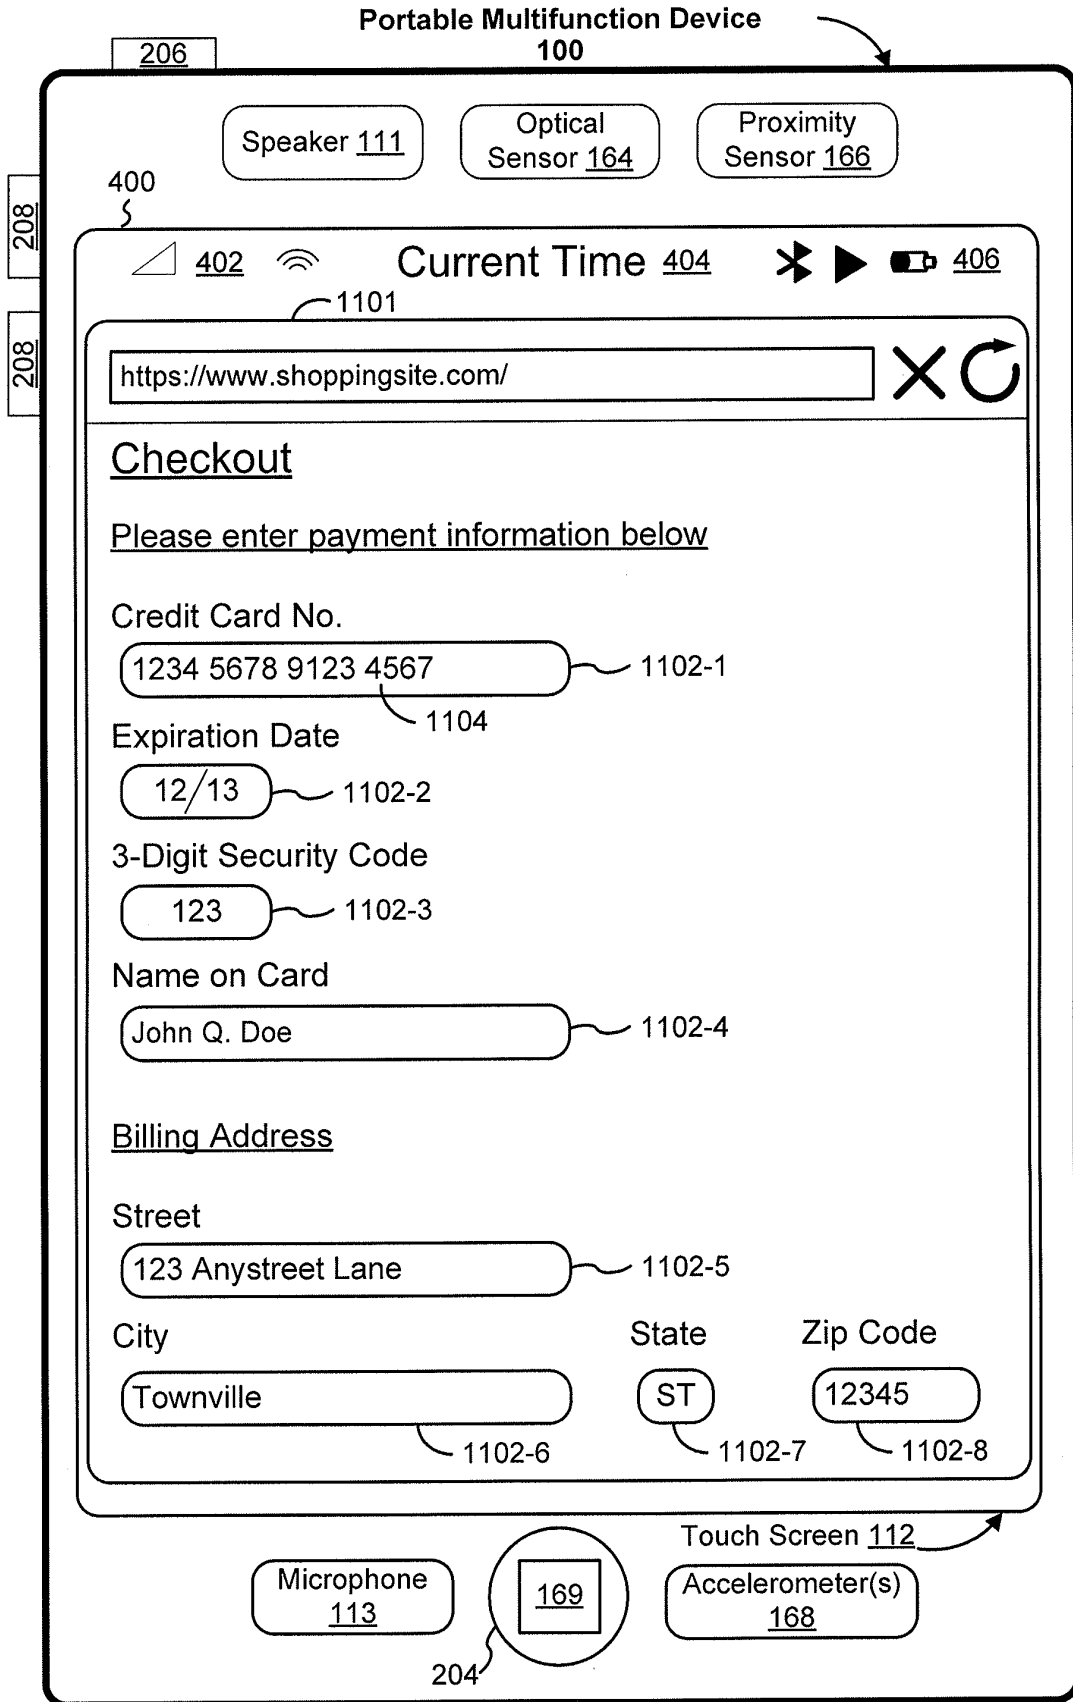 Portable Multifunction Device
100
206
Speaker 111
Optical
Sensor 164
Proximity
Sensor 166
208
208
400
402
Current Time 404
406
1101
https://www.shoppingsite.com/
Checkout
Please enter payment information below
Credit Card No.
1234 5678 9123 4567
1102-1
1104
Expiration Date
12/13
1102-2
3-Digit Security Code
123
1102-3
Name on Card
John Q. Doe
1102-4
Billing Address
Street
123 Anystreet Lane
1102-5
City
State
Zip Code
Townville
ST
12345
1102-6
1102-7
1102-8
Touch Screen 112
Microphone
113
169
Accelerometer(s)
168
204